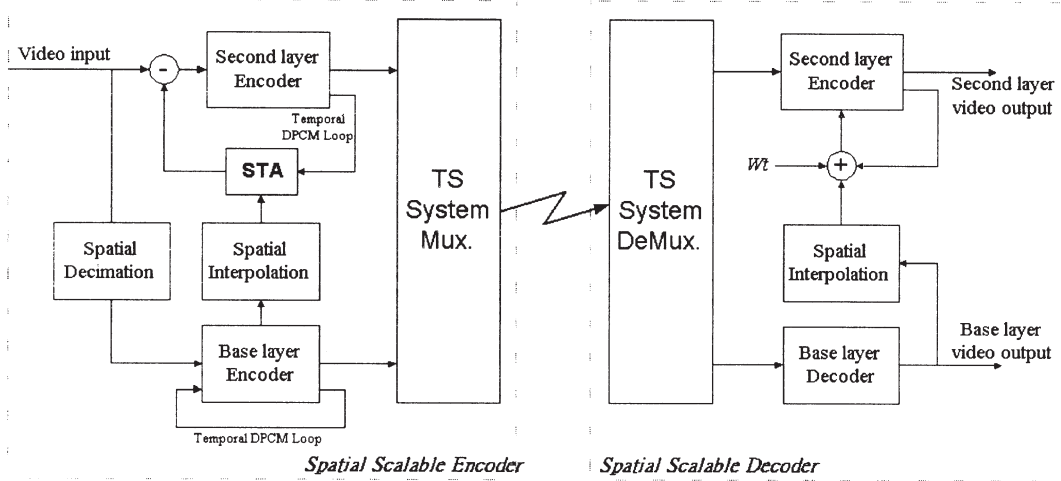 Video input
-
Second layer
Encoder
Temporal
DPCM Loop
STA
Spatial
Decimation
Spatial
Interpolation
Base layer
Encoder
Temporal DPCM Loop
TS
System
Mux.
Spatial Scalable Encoder
TS
System
DeMux.
Second layer
Encoder
Second layer
video output
Wt
+
Spatial
Interpolation
Base layer
Decoder
Base layer
video output
Spatial Scalable Decoder